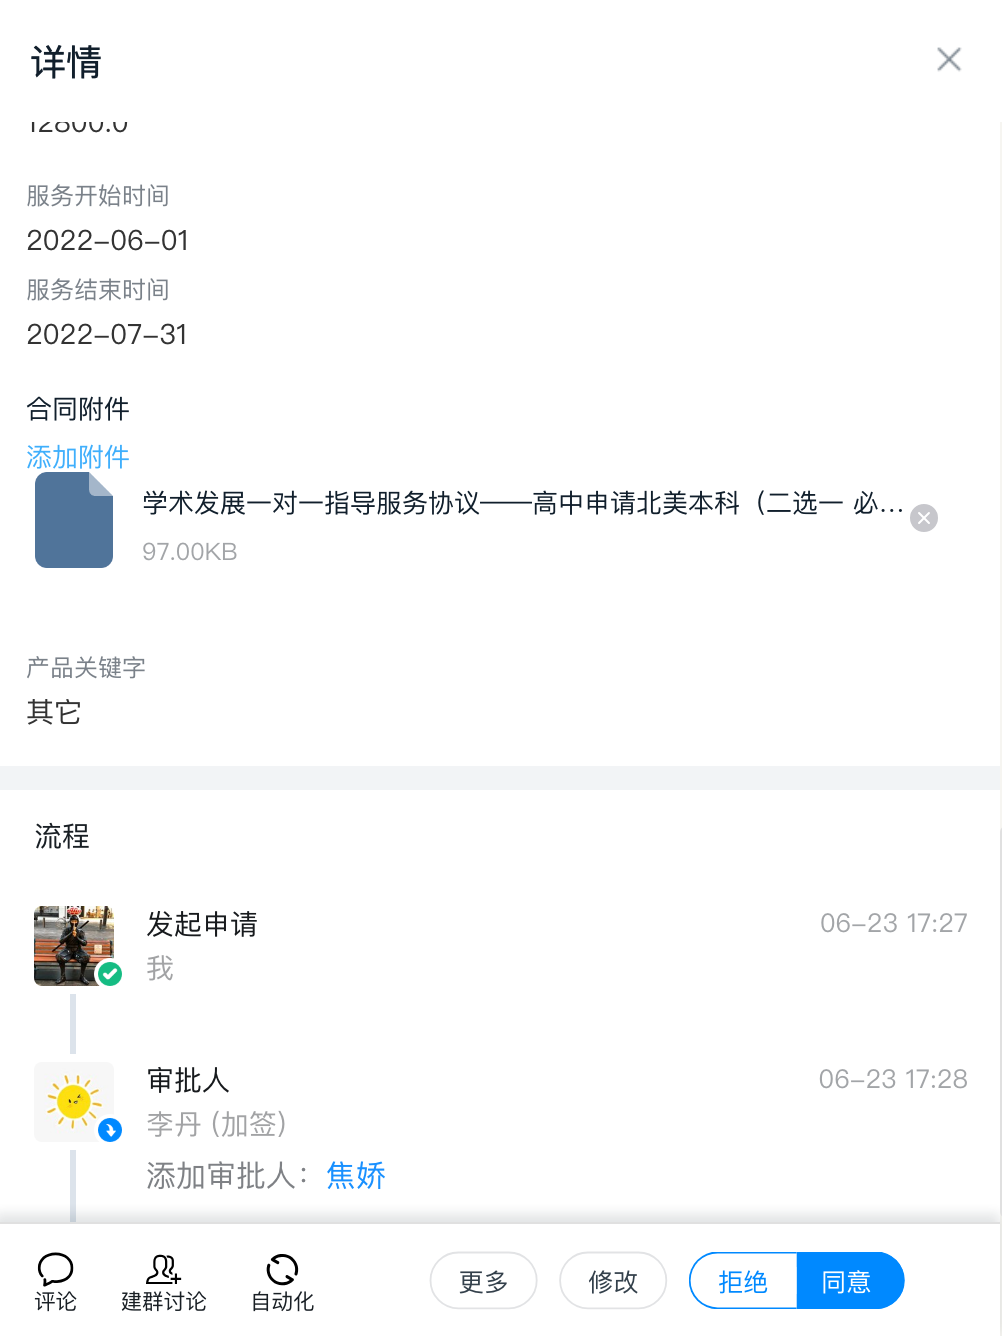 详情
12800.0
服务开始时间
2022-06-01
服务结束时间
2022-07-31
合同附件
添加附件
学术发展一对一指导服务协议——高中申请北美本科（二选一 必...
97.00KB
产品关键字
其它
流程
发起申请
06-23 17:27
我
审批人
06-23 17:28
李丹 (加签)
添加审批人：焦娇
评论
建群讨论
自动化
更多
修改
拒绝
同意